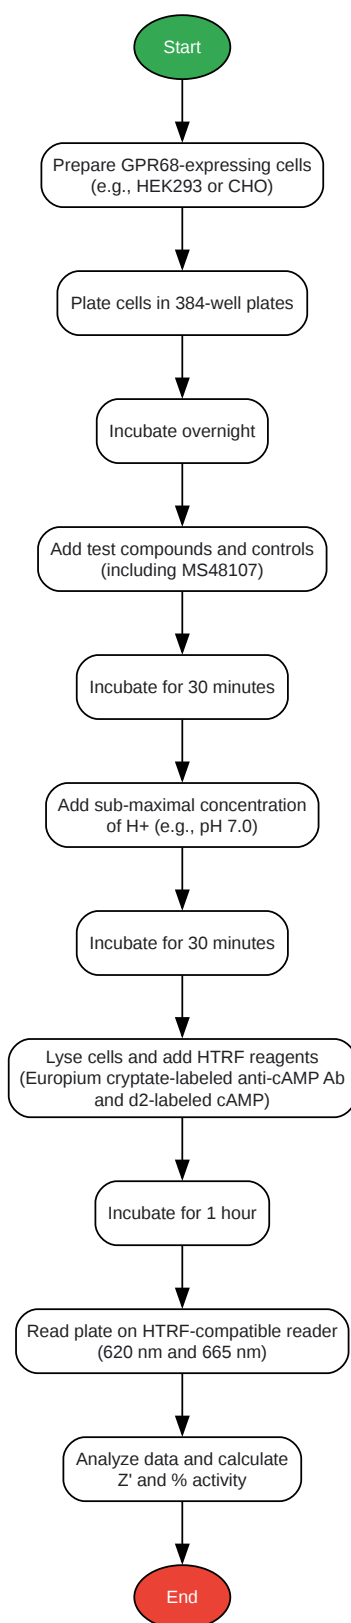 Start
Prepare GPR68-expressing cells
(e.g., HEK293 or CHO)
Plate cells in 384-well plates
Incubate overnight
Add test compounds and controls
(including MS48107)
Incubate for 30 minutes
Add sub-maximal concentration
of H+ (e.g., pH 7.0)
Incubate for 30 minutes
Lyse cells and add HTRF reagents
(Europium cryptate-labeled anti-cAMP Ab
and d2-labeled cAMP)
Incubate for 1 hour
Read plate on HTRF-compatible reader
(620 nm and 665 nm)
Analyze data and calculate
Z' and % activity
End